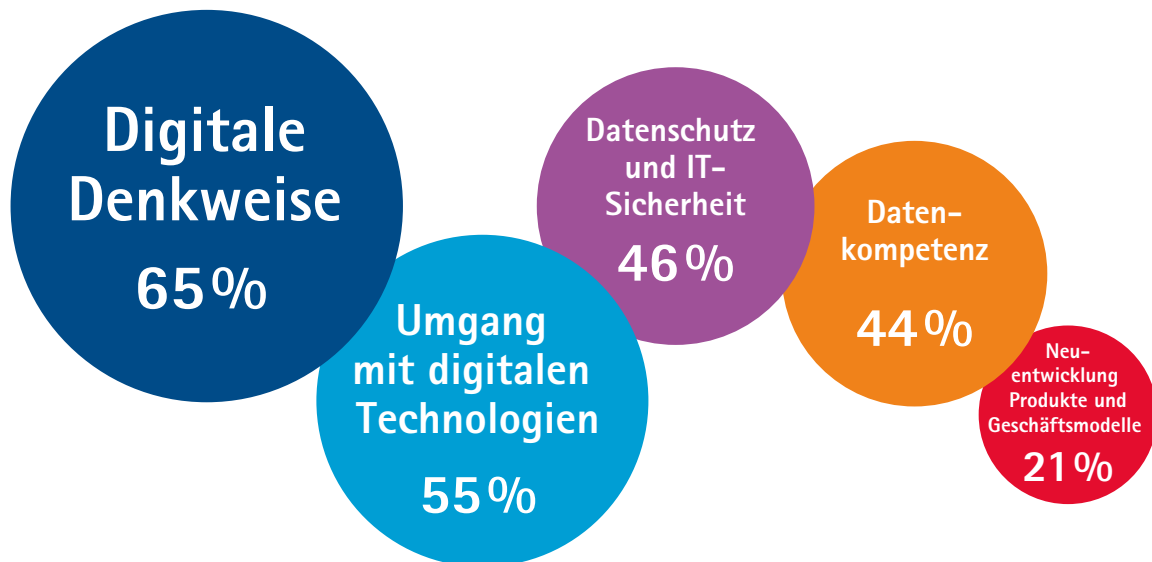 Digitale
Denkweise
65 %
Umgang
mit digitalen
Technologien
55 %
Datenschutz
und IT-
Sicherheit
46 %
Daten-
kompetenz
44 %
Neu-
entwicklung
Produkte und
Geschäftsmodelle
21 %